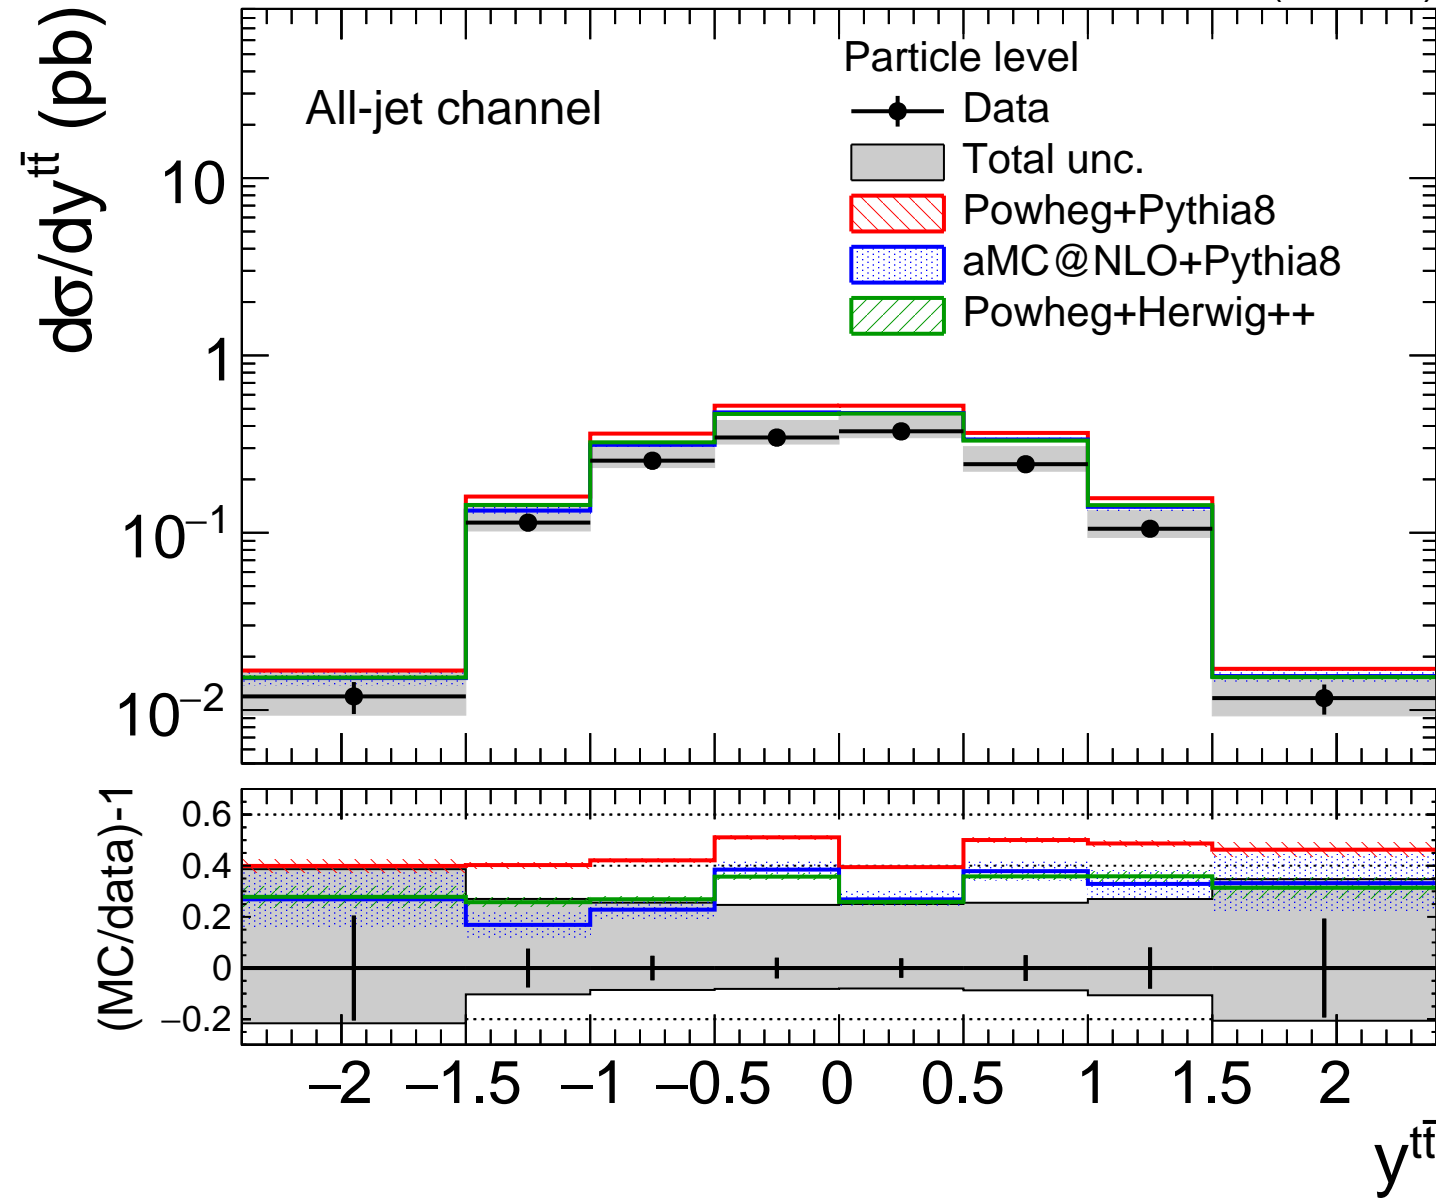 dσ/dy^{tt̄} (pb)
All-jet channel
Particle level
Data
Total unc.
Powheg+Pythia8
aMC@NLO+Pythia8
Powheg+Herwig++
10
1
10⁻¹
10⁻²
(MC/data)-1
0.6
0.4
0.2
0
−0.2
−2 −1.5 −1 −0.5 0 0.5 1 1.5 2
y^{tt̄}